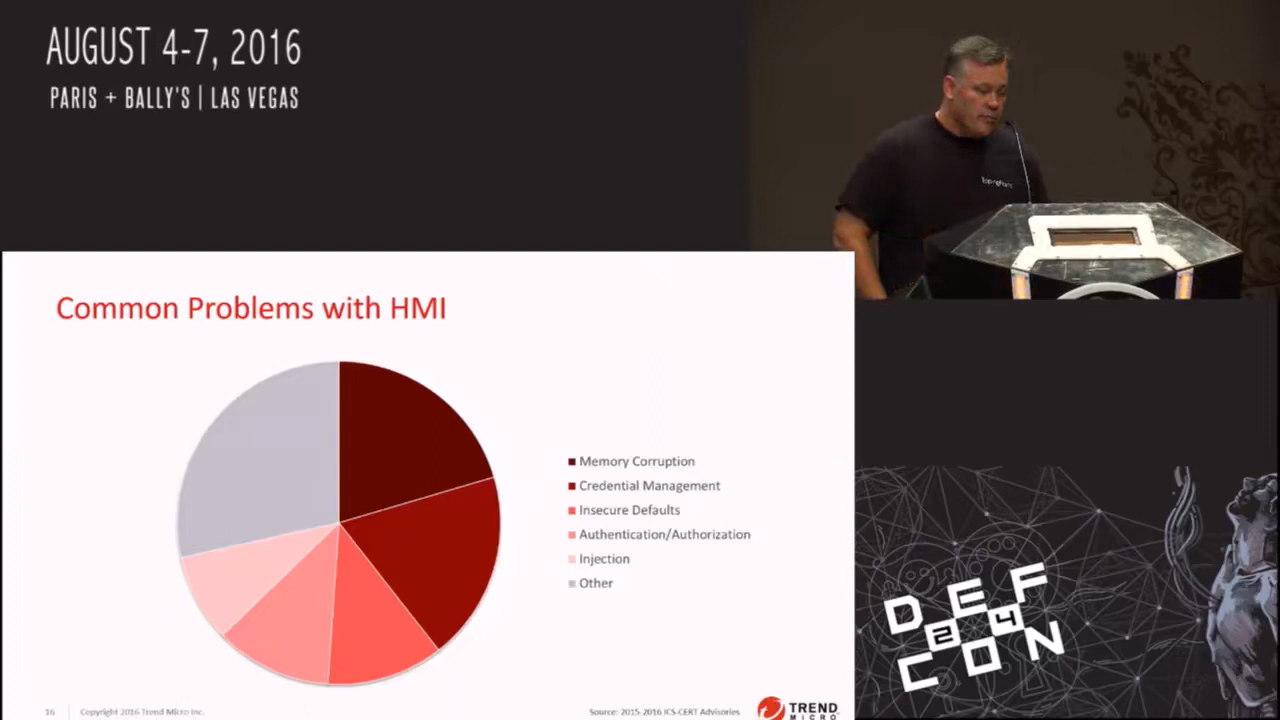 AUGUST 4-7, 2016
PARIS + BALLY'S | LAS VEGAS
Common Problems with HMI
Memory Corruption
Credential Management
Insecure Defaults
Authentication/Authorization
Injection
Other
16
Copyright 2016 Trend Micro Inc.
Source: 2015-2016 ICS-CERT Advisories
TREND
MICRO
DEF
24
CON